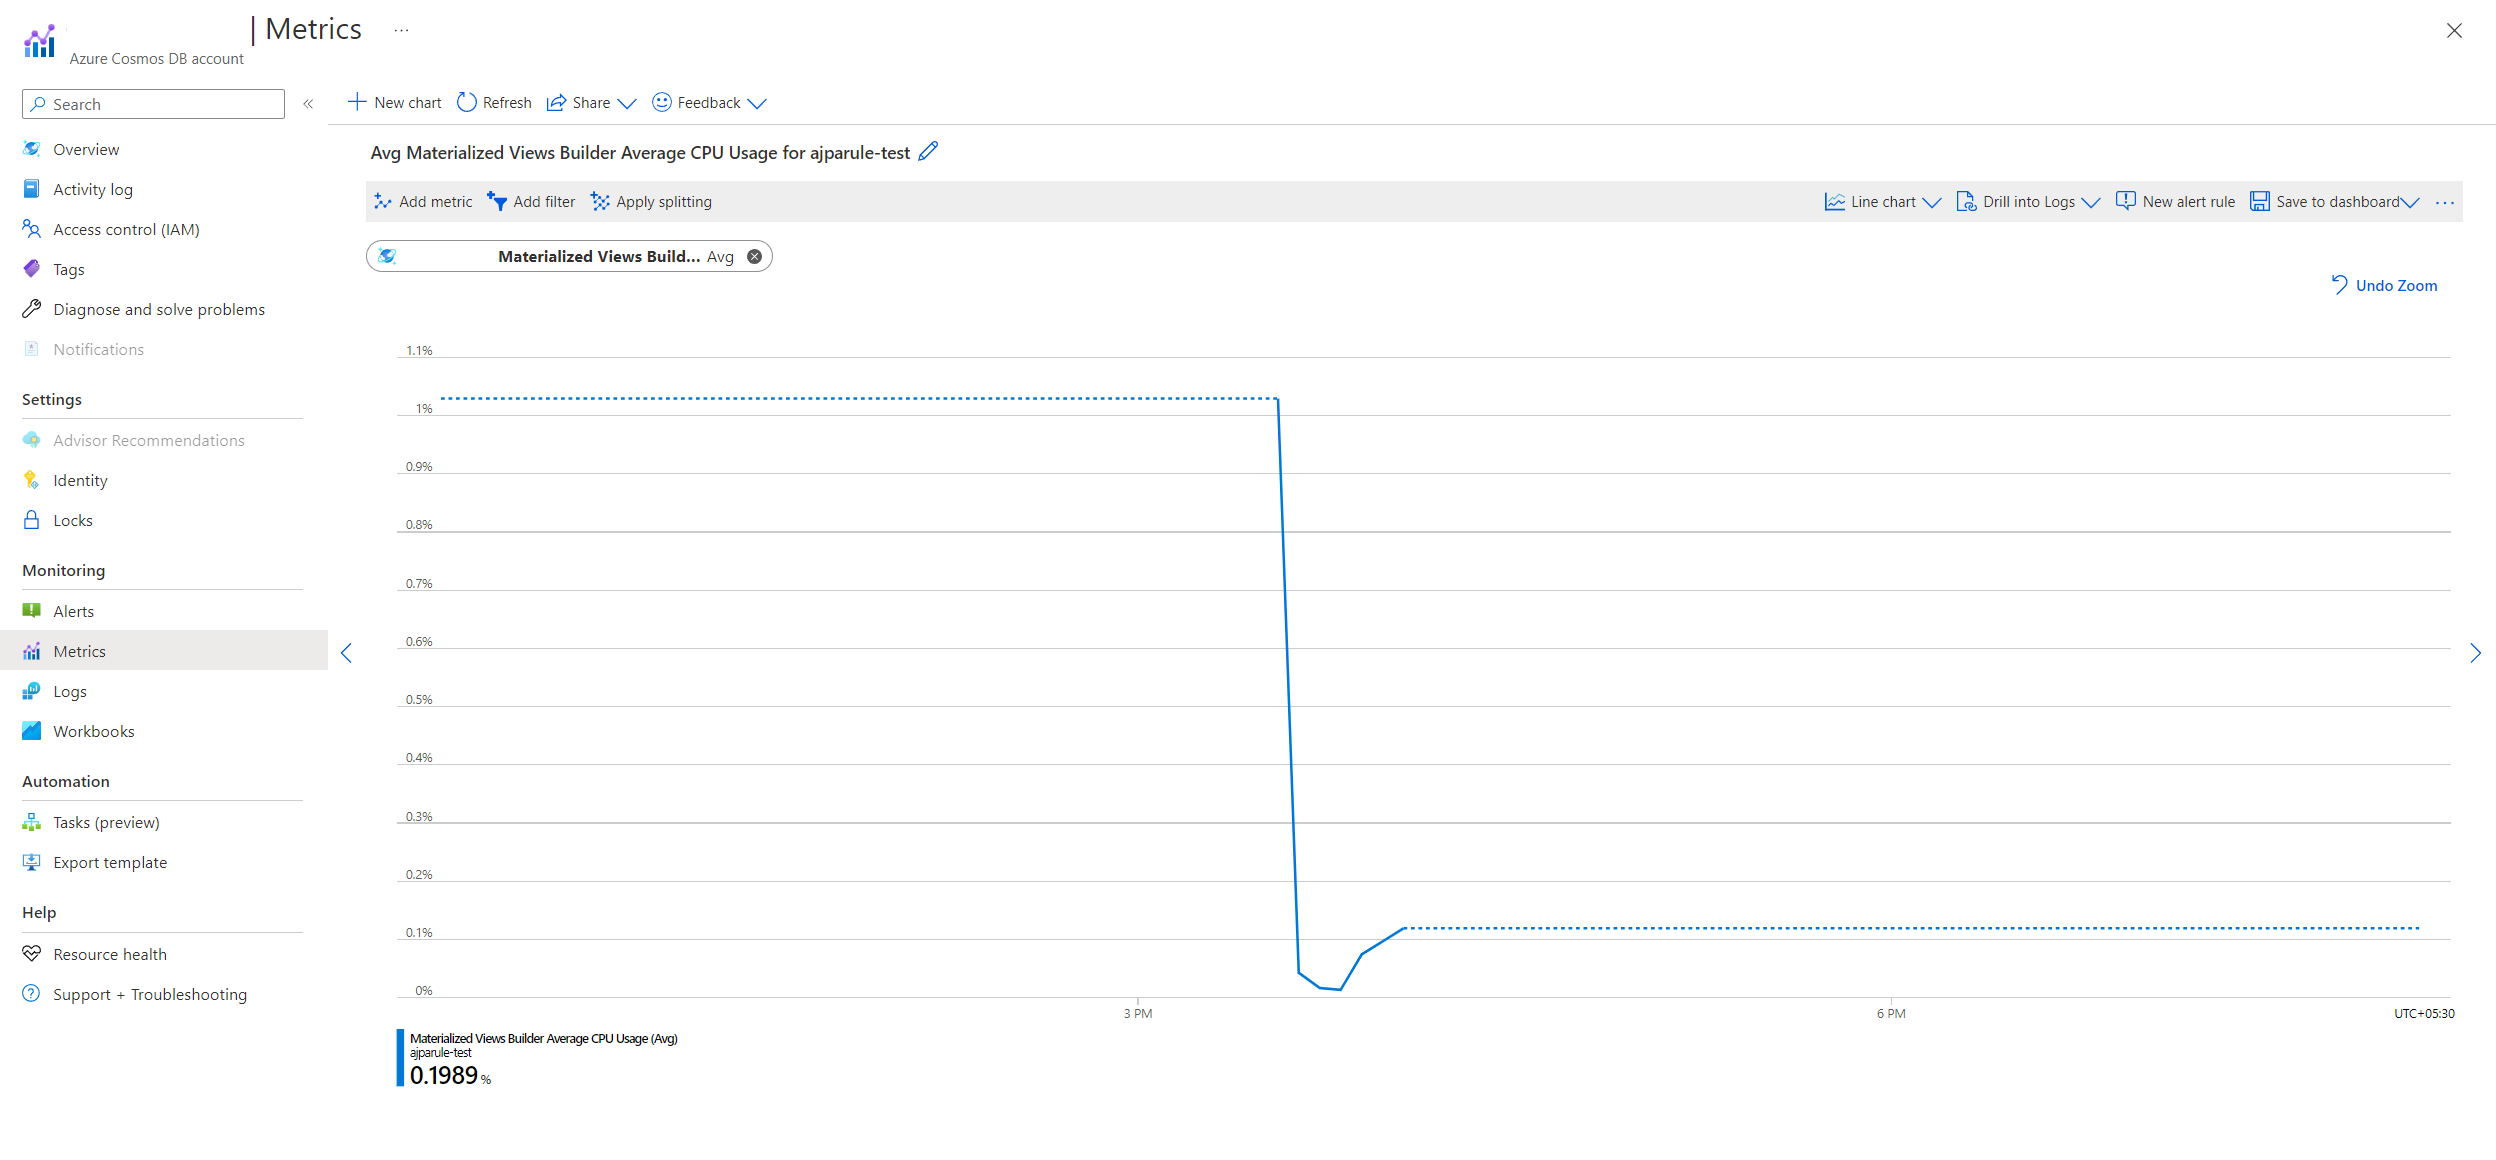 | Metrics ...
Azure Cosmos DB account
Search
Overview
Activity log
Access control (IAM)
Tags
Diagnose and solve problems
Notifications
Settings
Advisor Recommendations
Identity
Locks
Monitoring
Alerts
Metrics
Logs
Workbooks
Automation
Tasks (preview)
Export template
Help
Resource health
Support + Troubleshooting
New chart Refresh Share Feedback
Avg Materialized Views Builder Average CPU Usage for ajparule-test
Add metric Add filter Apply splitting Line chart Drill into Logs New alert rule Save to dashboard ...
Materialized Views Build... Avg
Undo Zoom
1.1%
1%
0.9%
0.8%
0.7%
0.6%
0.5%
0.4%
0.3%
0.2%
0.1%
0%
3 PM 6 PM UTC+05:30
Materialized Views Builder Average CPU Usage (Avg)
ajparule-test
0.1989 %